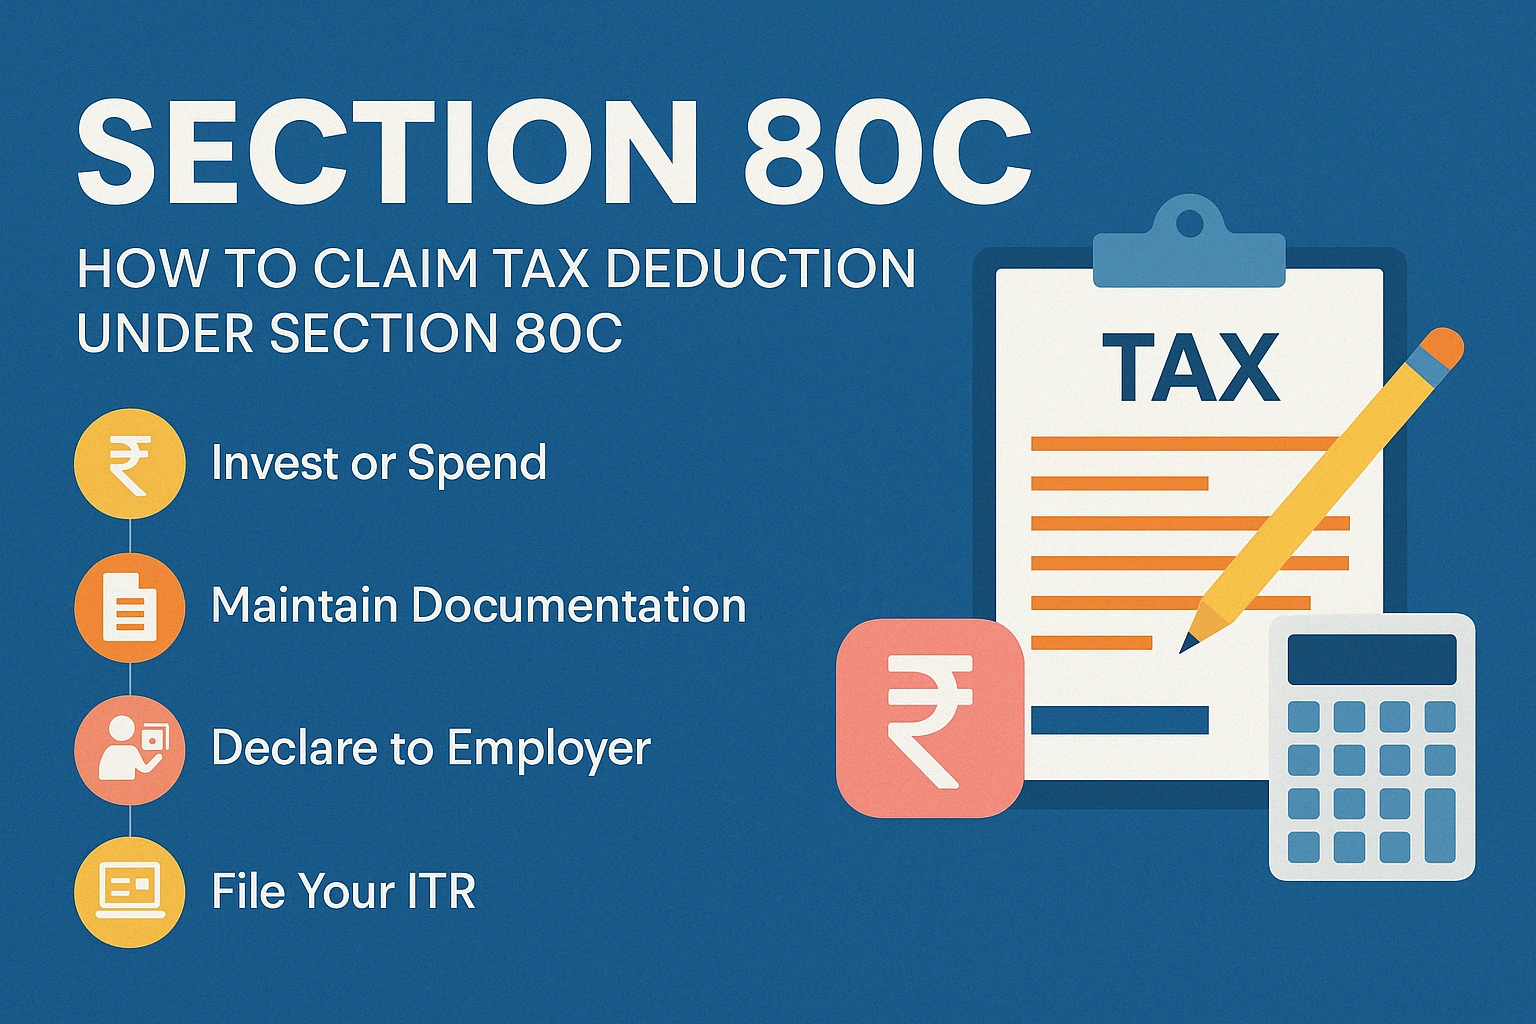 SECTION 80C
HOW TO CLAIM TAX DEDUCTION
UNDER SECTION 80C
₹ Invest or Spend
Maintain Documentation
Declare to Employer
File Your ITR
TAX
₹